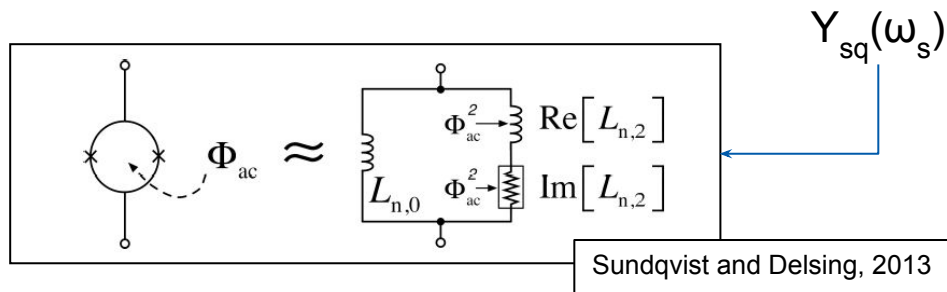 Y_sq(ω_s)
Φ_ac^2 Re[L_n,2]
Φ_ac ≈ L_n,0 Φ_ac^2 Im[L_n,2]
Sundqvist and Delsing, 2013